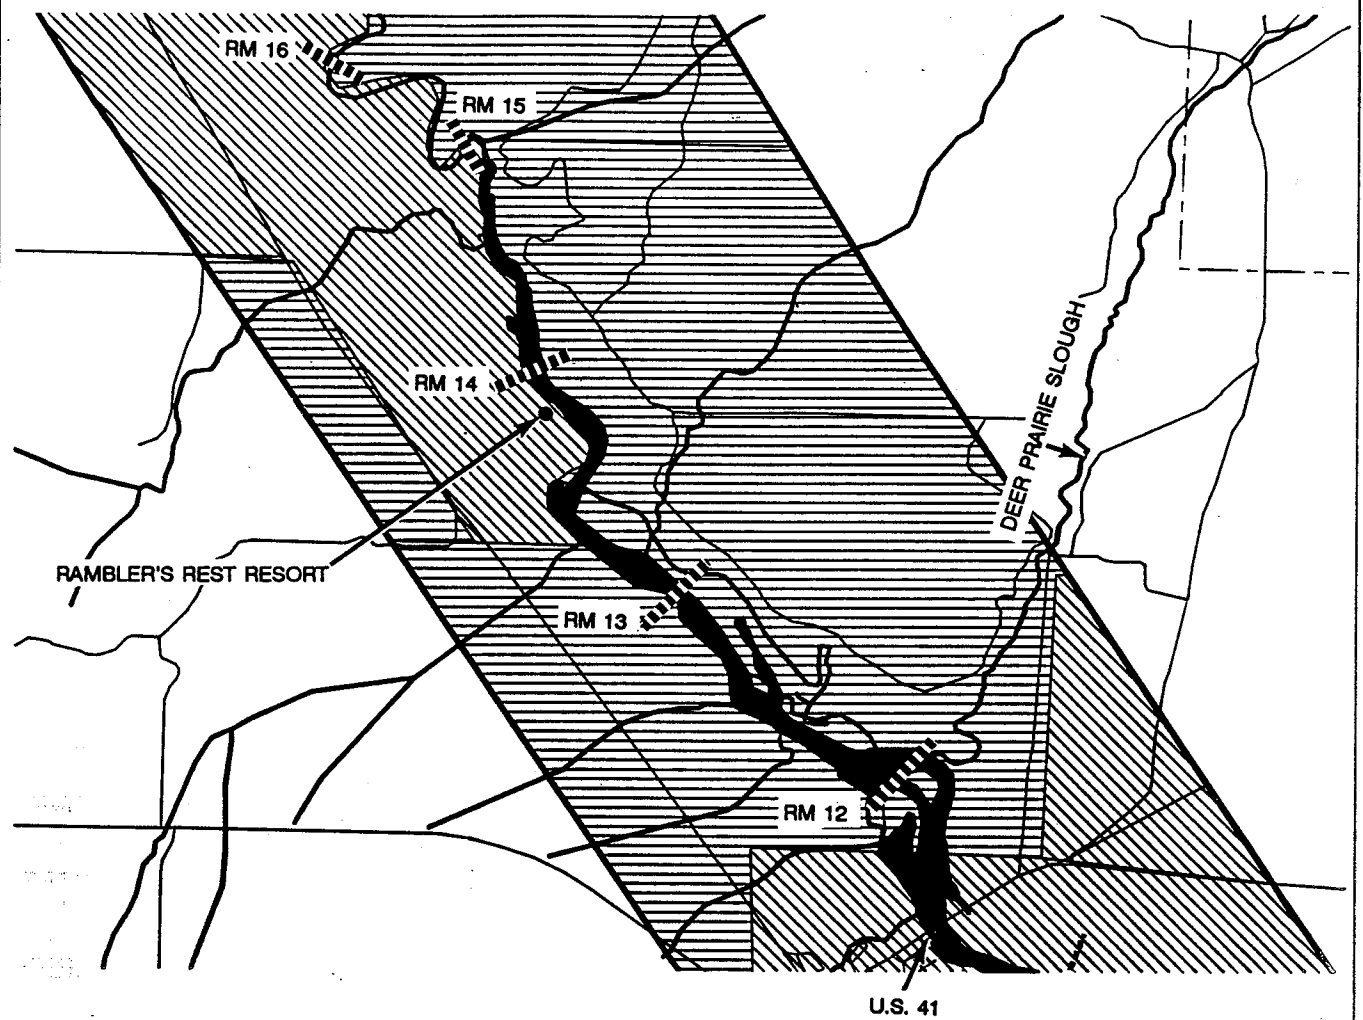 RM 16
RM 15
RM 14
DEER PRAIRIE SLOUGH
RAMBLER'S REST RESORT
RM 13
RM 12
U.S. 41